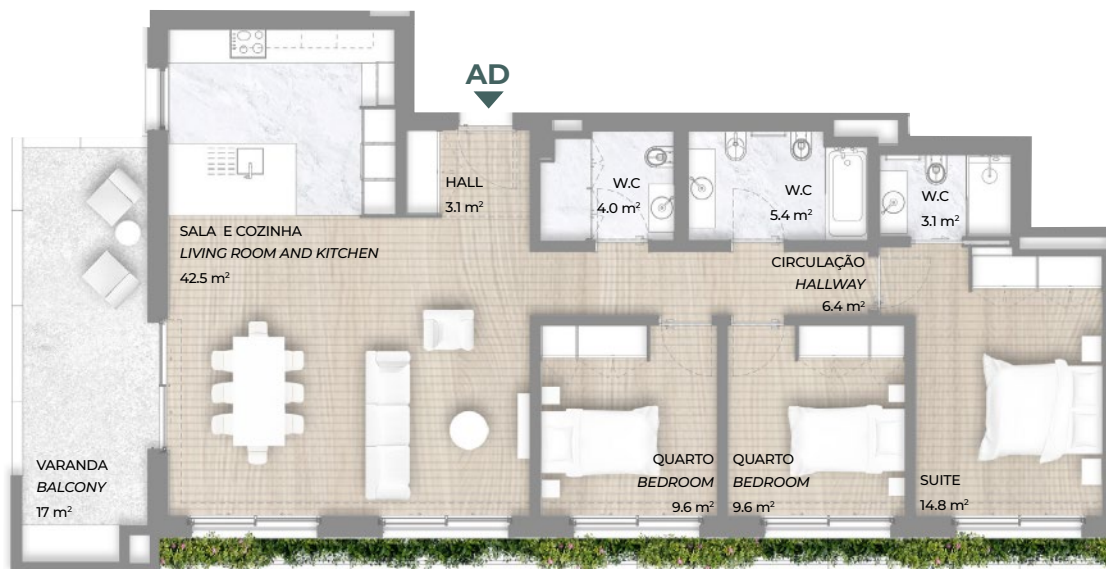 AD
HALL
3.1 m²
W.C
4.0 m²
W.C
5.4 m²
W.C
3.1 m²
SALA E COZINHA
LIVING ROOM AND KITCHEN
42.5 m²
CIRCULAÇÃO
HALLWAY
6.4 m²
VARANDA
BALCONY
17 m²
QUARTO
BEDROOM
9.6 m²
QUARTO
BEDROOM
9.6 m²
SUITE
14.8 m²